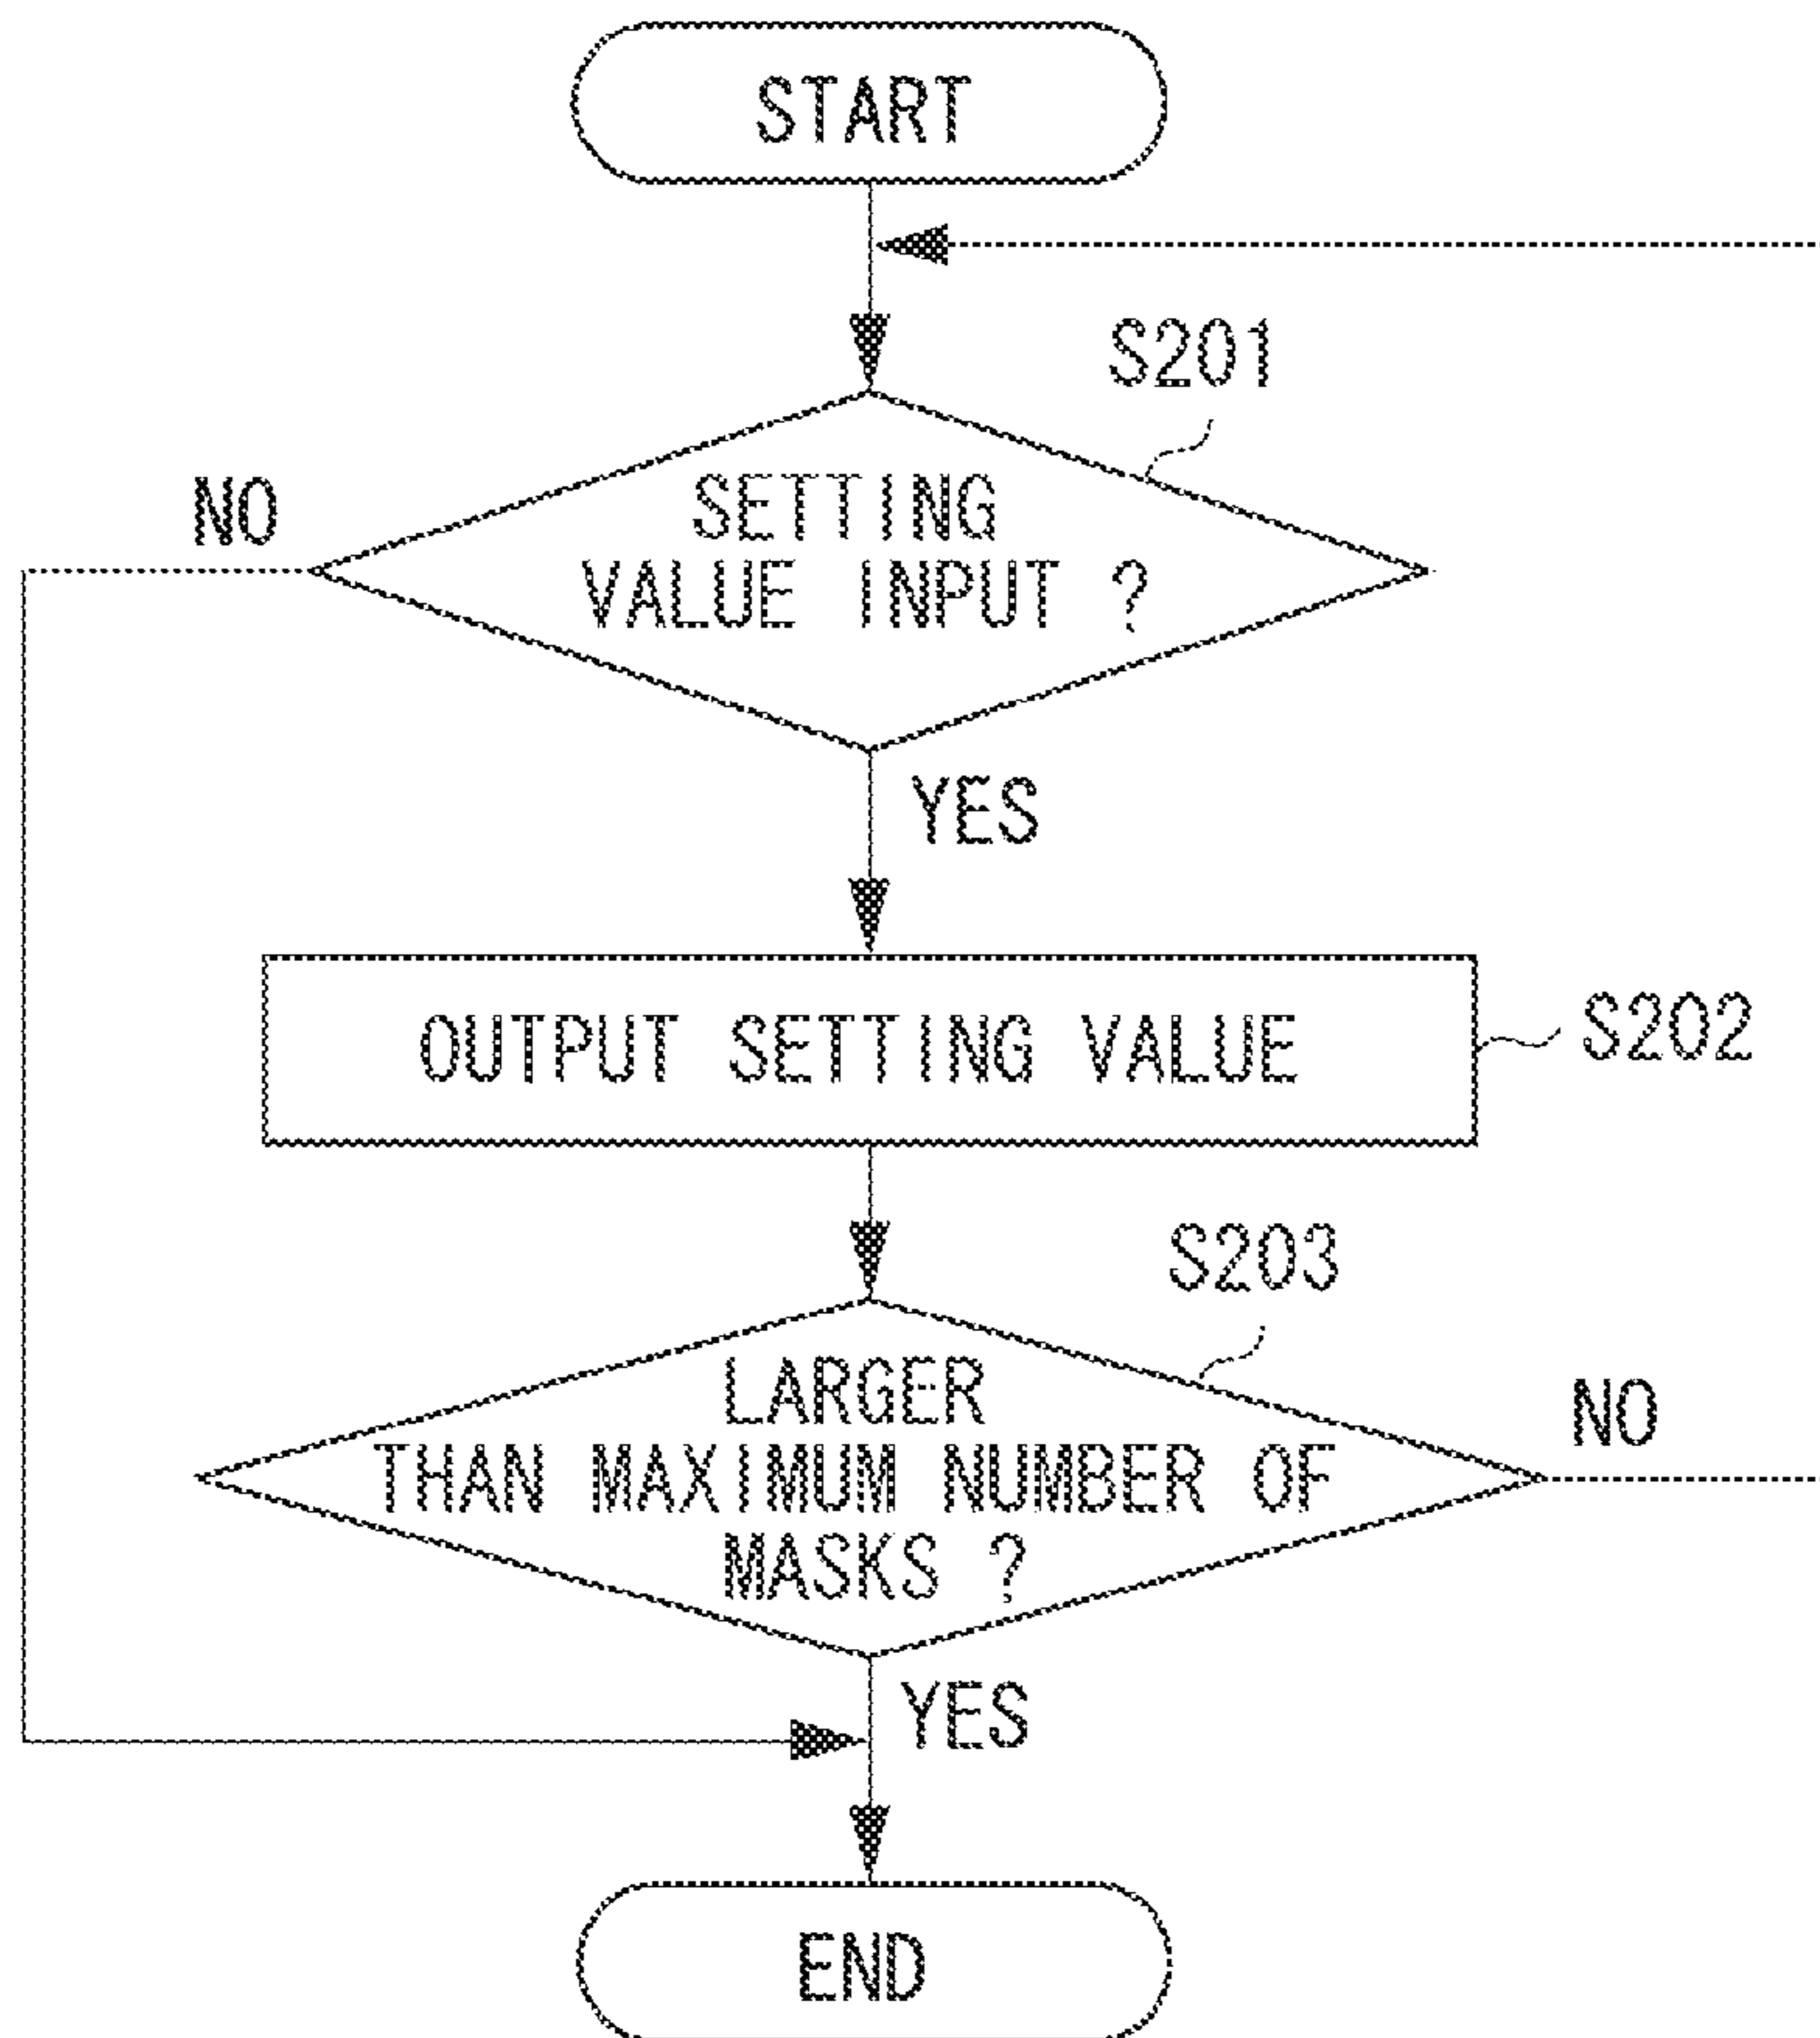 START
S201
NO
SETTING
VALUE INPUT ?
YES
OUTPUT SETTING VALUE
S202
S203
LARGER
THAN MAXIMUM NUMBER OF
MASKS ?
NO
YES
END